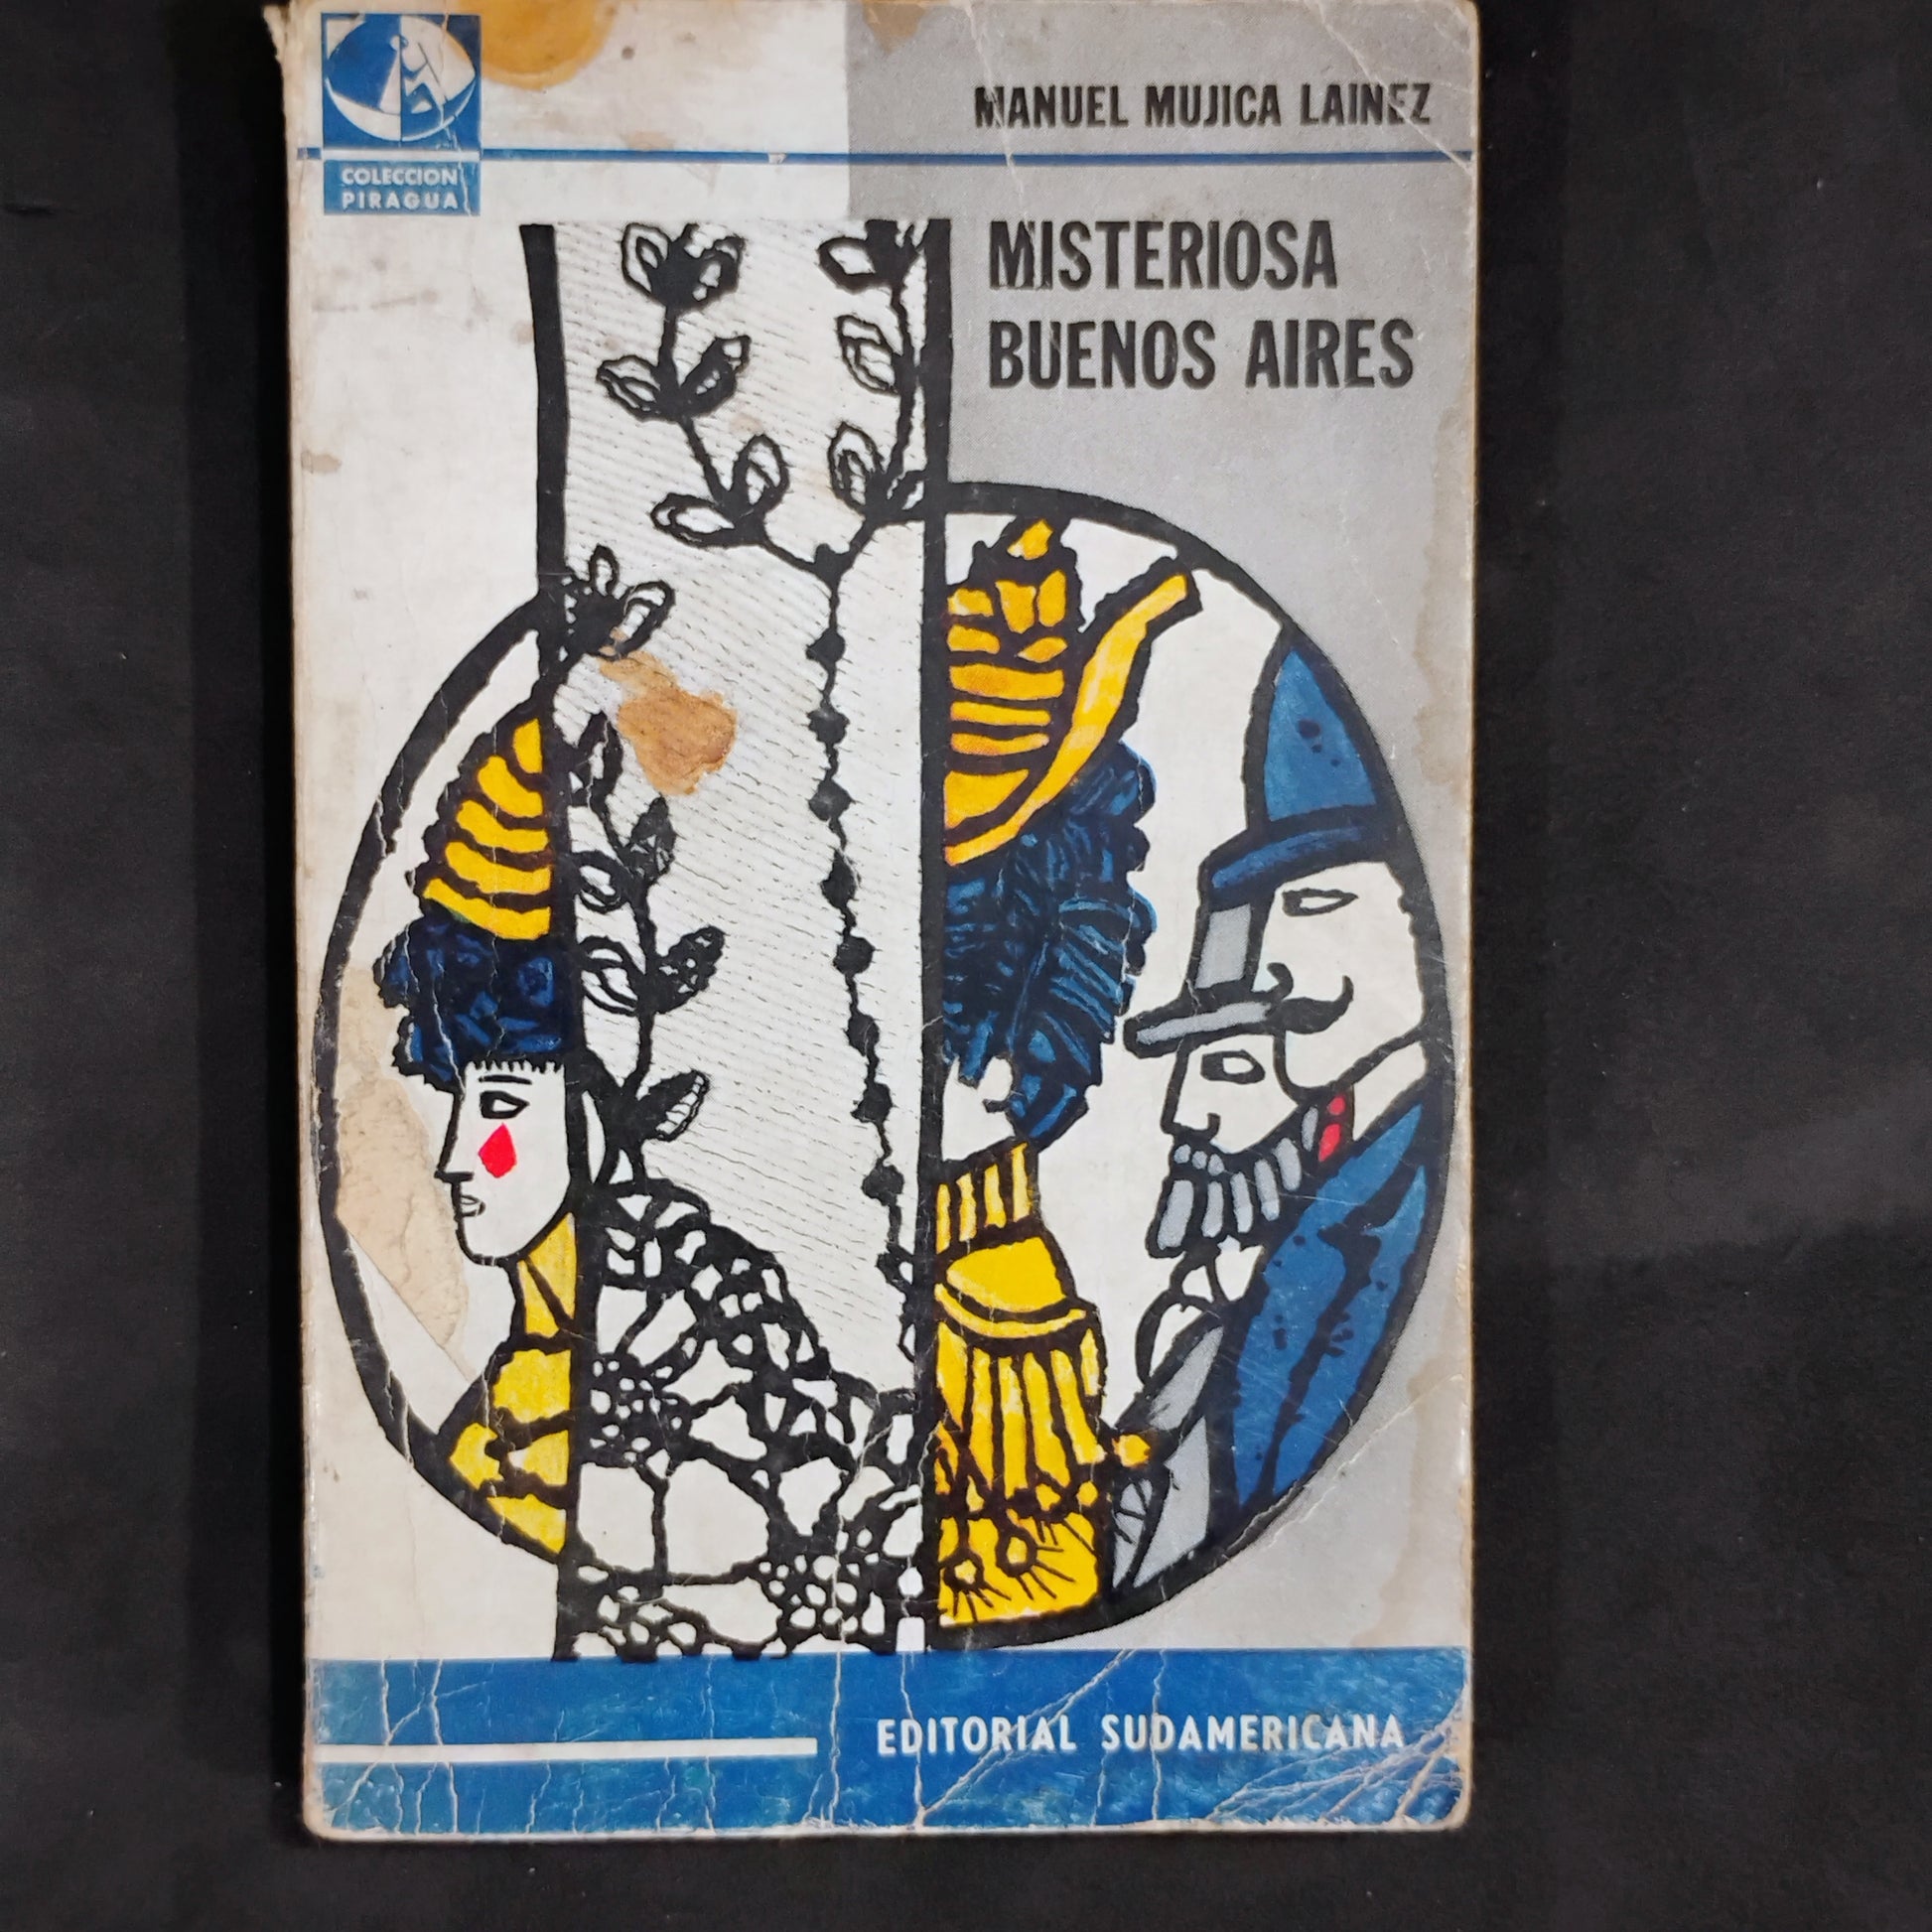 MANUEL MUJICA LAINEZ
COLECCION
PIRAGUA
MISTERIOSA
BUENOS AIRES
EDITORIAL SUDAMERICANA